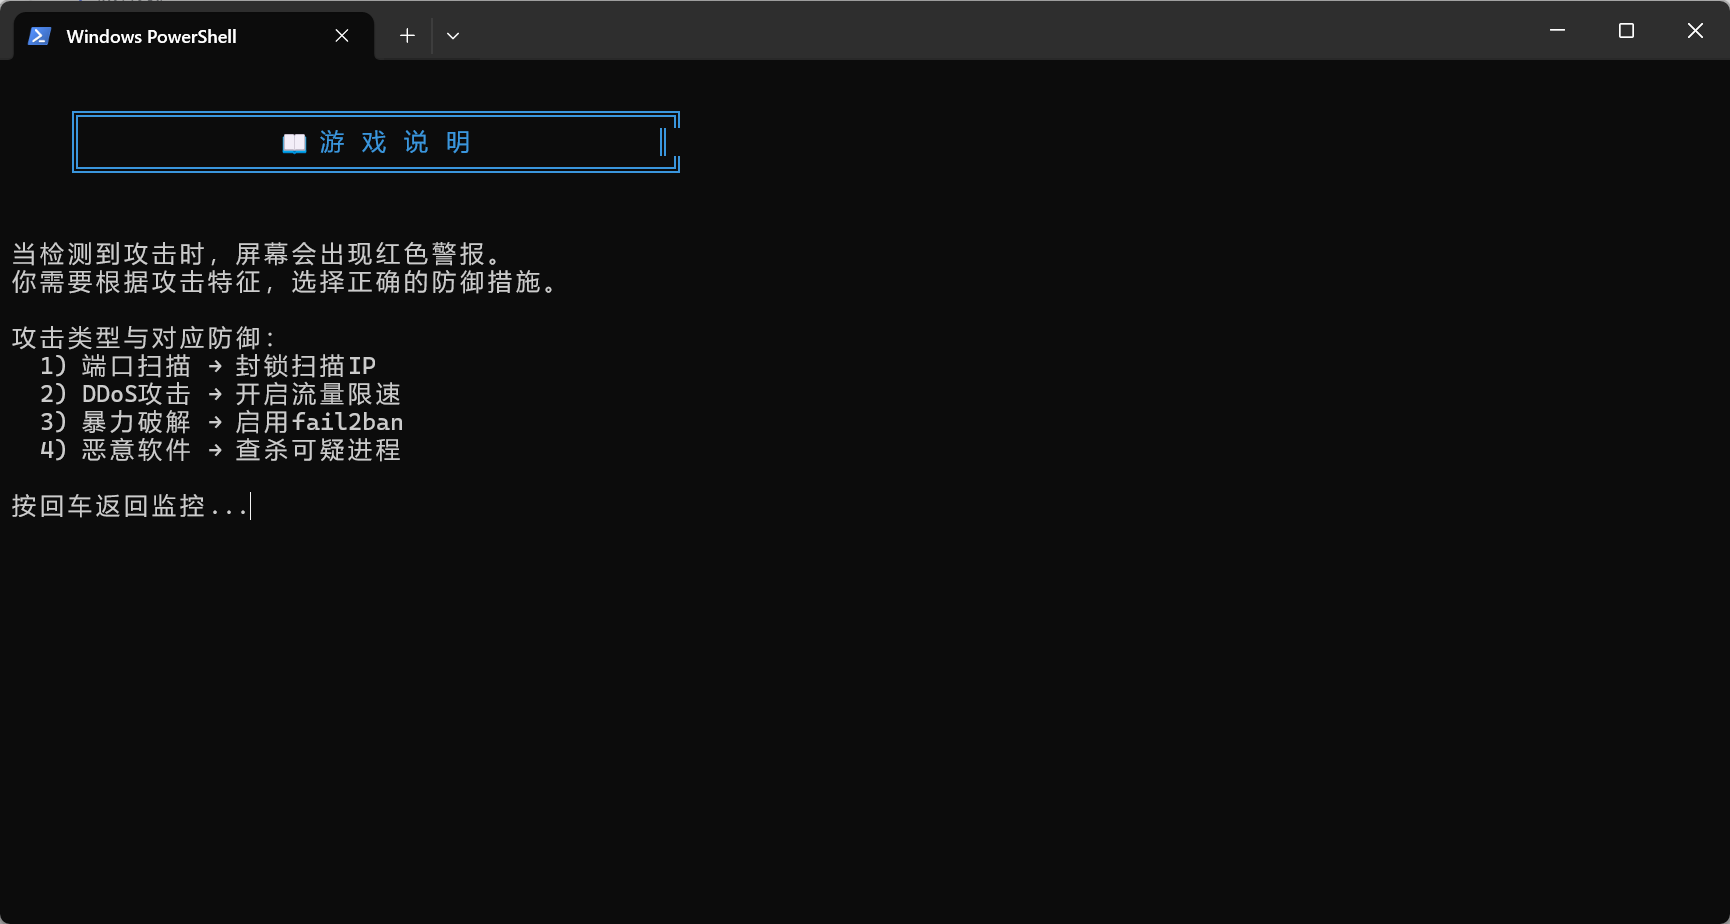 Windows PowerShell
📖 游 戏 说 明
当检测到攻击时，屏幕会出现红色警报。
你需要根据攻击特征，选择正确的防御措施。
攻击类型与对应防御：
1) 端口扫描 → 封锁扫描IP
2) DDoS攻击 → 开启流量限速
3) 暴力破解 → 启用fail2ban
4) 恶意软件 → 查杀可疑进程
按回车返回监控...